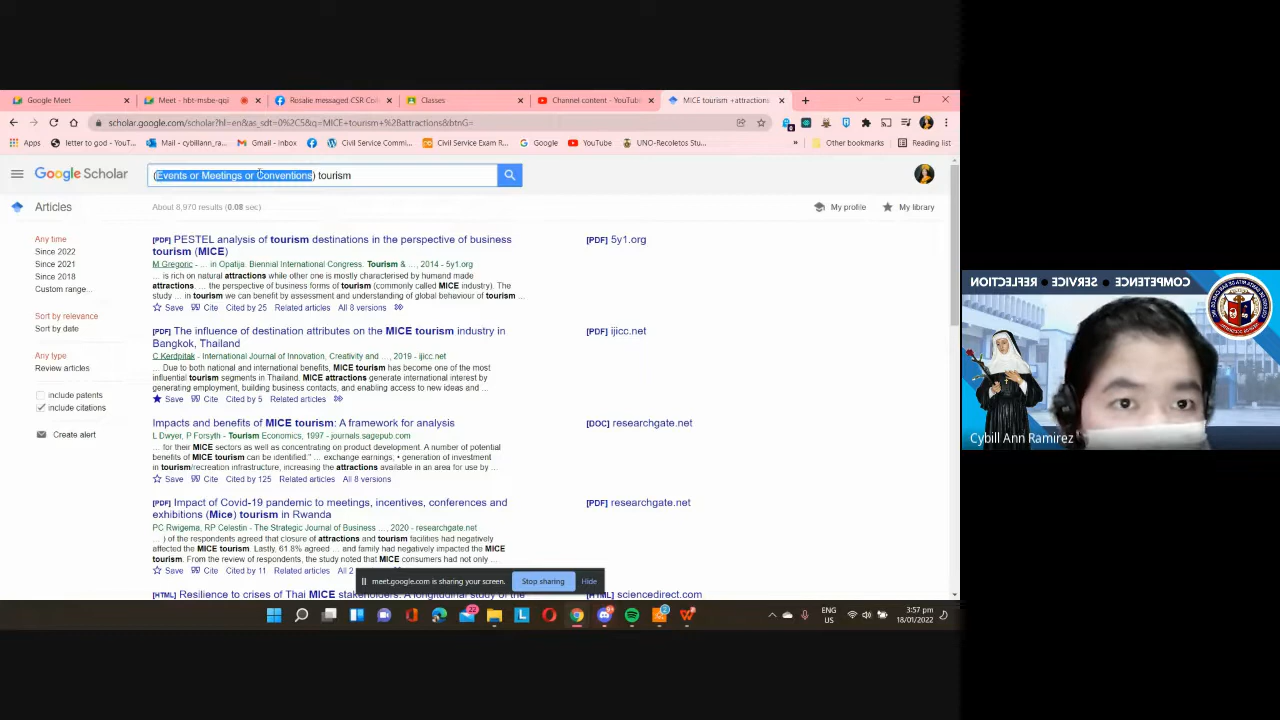 Google Meet
Meet - hbt-msbe-qqi
Rosalie messaged CSR Co
Classes
Channel content - YouTube
MICE tourism +attractions
scholar.google.com/scholar?hl=en&as_sdt=0%2C5&q=MICE+tourism+%2Battractions&btnG=
Apps
letter to god - YouT...
Mail - cybillann_ra...
Gmail - Inbox
Civil Service Commi...
Civil Service Exam R...
Google
YouTube
UNO-Recoletos Stu...
»
Other bookmarks
Reading list
Google Scholar
(Events or Meetings or Conventions) tourism
Articles
About 8,970 results (0.08 sec)
My profile
My library
Any time
Since 2022
Since 2021
Since 2018
Custom range...
Sort by relevance
Sort by date
Any type
Review articles
include patents
include citations
Create alert
[PDF] PESTEL analysis of tourism destinations in the perspective of business
tourism (MICE)
M Gregoric - ... in Opatija. Biennial International Congress. Tourism & ..., 2014 - 5y1.org
... is rich on natural attractions while other one is mostly characterised by human made
attractions. ... the perspective of business forms of tourism (commonly called MICE industry). The
study ... in tourism we can benefit by assessment and understanding of global behaviour of tourism ...
Save Cite Cited by 25 Related articles All 8 versions
[PDF] 5y1.org
[PDF] The influence of destination attributes on the MICE tourism industry in
Bangkok, Thailand
C Kerdpitak - International Journal of Innovation, Creativity and ..., 2019 - ijicc.net
... Due to both national and international benefits, MICE tourism has become one of the most
influential tourism segments in Thailand. MICE attractions generate international interest by
generating employment, building business contacts, and enabling access to new ideas and ...
Save Cite Cited by 5 Related articles
[PDF] ijicc.net
Impacts and benefits of MICE tourism: A framework for analysis
L Dwyer, P Forsyth - Tourism Economics, 1997 - journals.sagepub.com
... for their MICE sectors as well as concentrating on product development. A number of potential
benefits of MICE tourism can be identified:" ... exchange earnings; • generation of investment
in tourism/recreation infrastructure, increasing the attractions available in an area for use by ...
Save Cite Cited by 125 Related articles All 8 versions
[DOC] researchgate.net
Impact of Covid-19 pandemic to meetings, incentives, conferences and
exhibitions (Mice) tourism in Rwanda
PC Rwigema, RP Celestin - The Strategic Journal of Business ..., 2020 - researchgate.net
... ) of the respondents agreed that closure of attractions and tourism facilities had negatively
affected the MICE tourism. Lastly, 61.8% agreed ... and family had negatively impacted the MICE
tourism. From the review of respondents, the study noted that MICE consumers had not only ...
Save Cite Cited by 11 Related articles All 2
[PDF] researchgate.net
meet.google.com is sharing your screen.
Stop sharing
Hide
[HTML] Resilience to crises of Thai MICE stakeholders: A longitudinal study of the
[HTML] sciencedirect.com
ENG
US
3:57 pm
18/01/2022
COMPETENCE • SERVICE • REFLECTION
Cybill Ann Ramirez